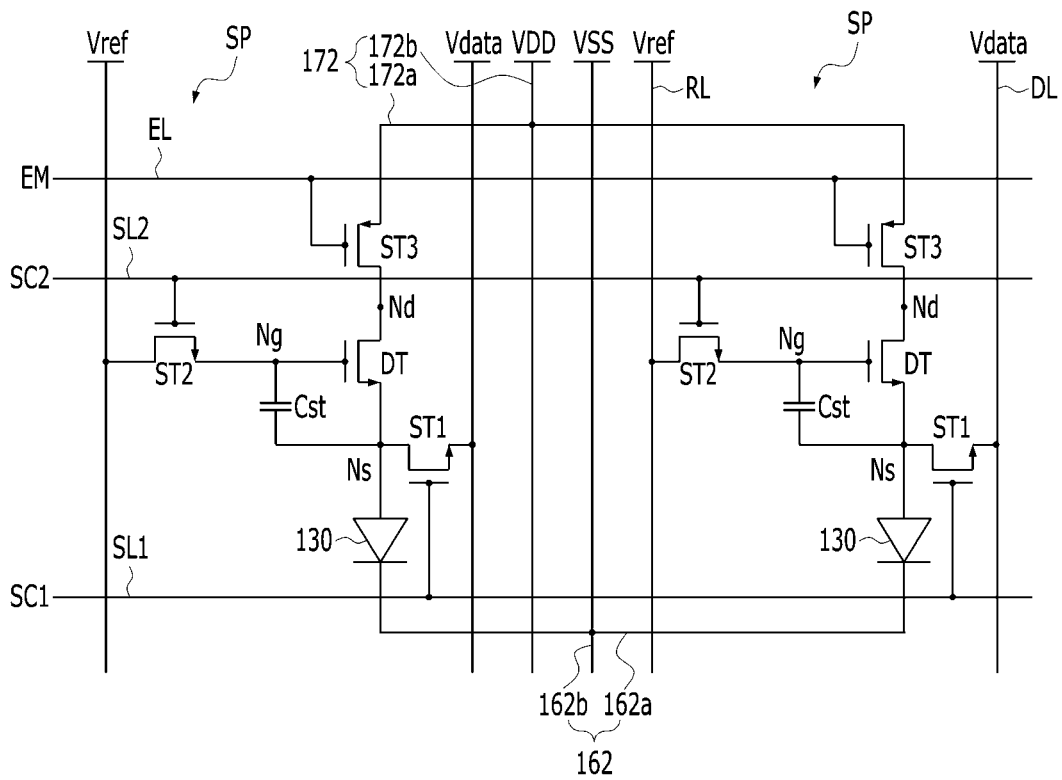 Vref
SP
172
172b
172a
Vdata
VDD
VSS
Vref
RL
SP
Vdata
DL
EL
EM
ST3
ST3
SL2
SC2
Nd
Nd
Ng
Ng
ST2
DT
ST2
DT
Cst
ST1
Cst
ST1
Ns
Ns
130
130
SL1
SC1
162b
162a
162